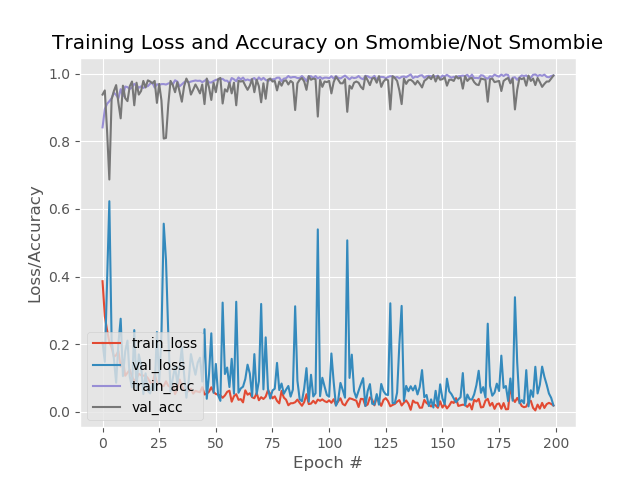 Training Loss and Accuracy on Smombie/Not Smombie
1.0
0.8
0.6
0.4
0.2
0.0
Loss/Accuracy
train_loss
val_loss
train_acc
val_acc
0 25 50 75 100 125 150 175 200
Epoch #